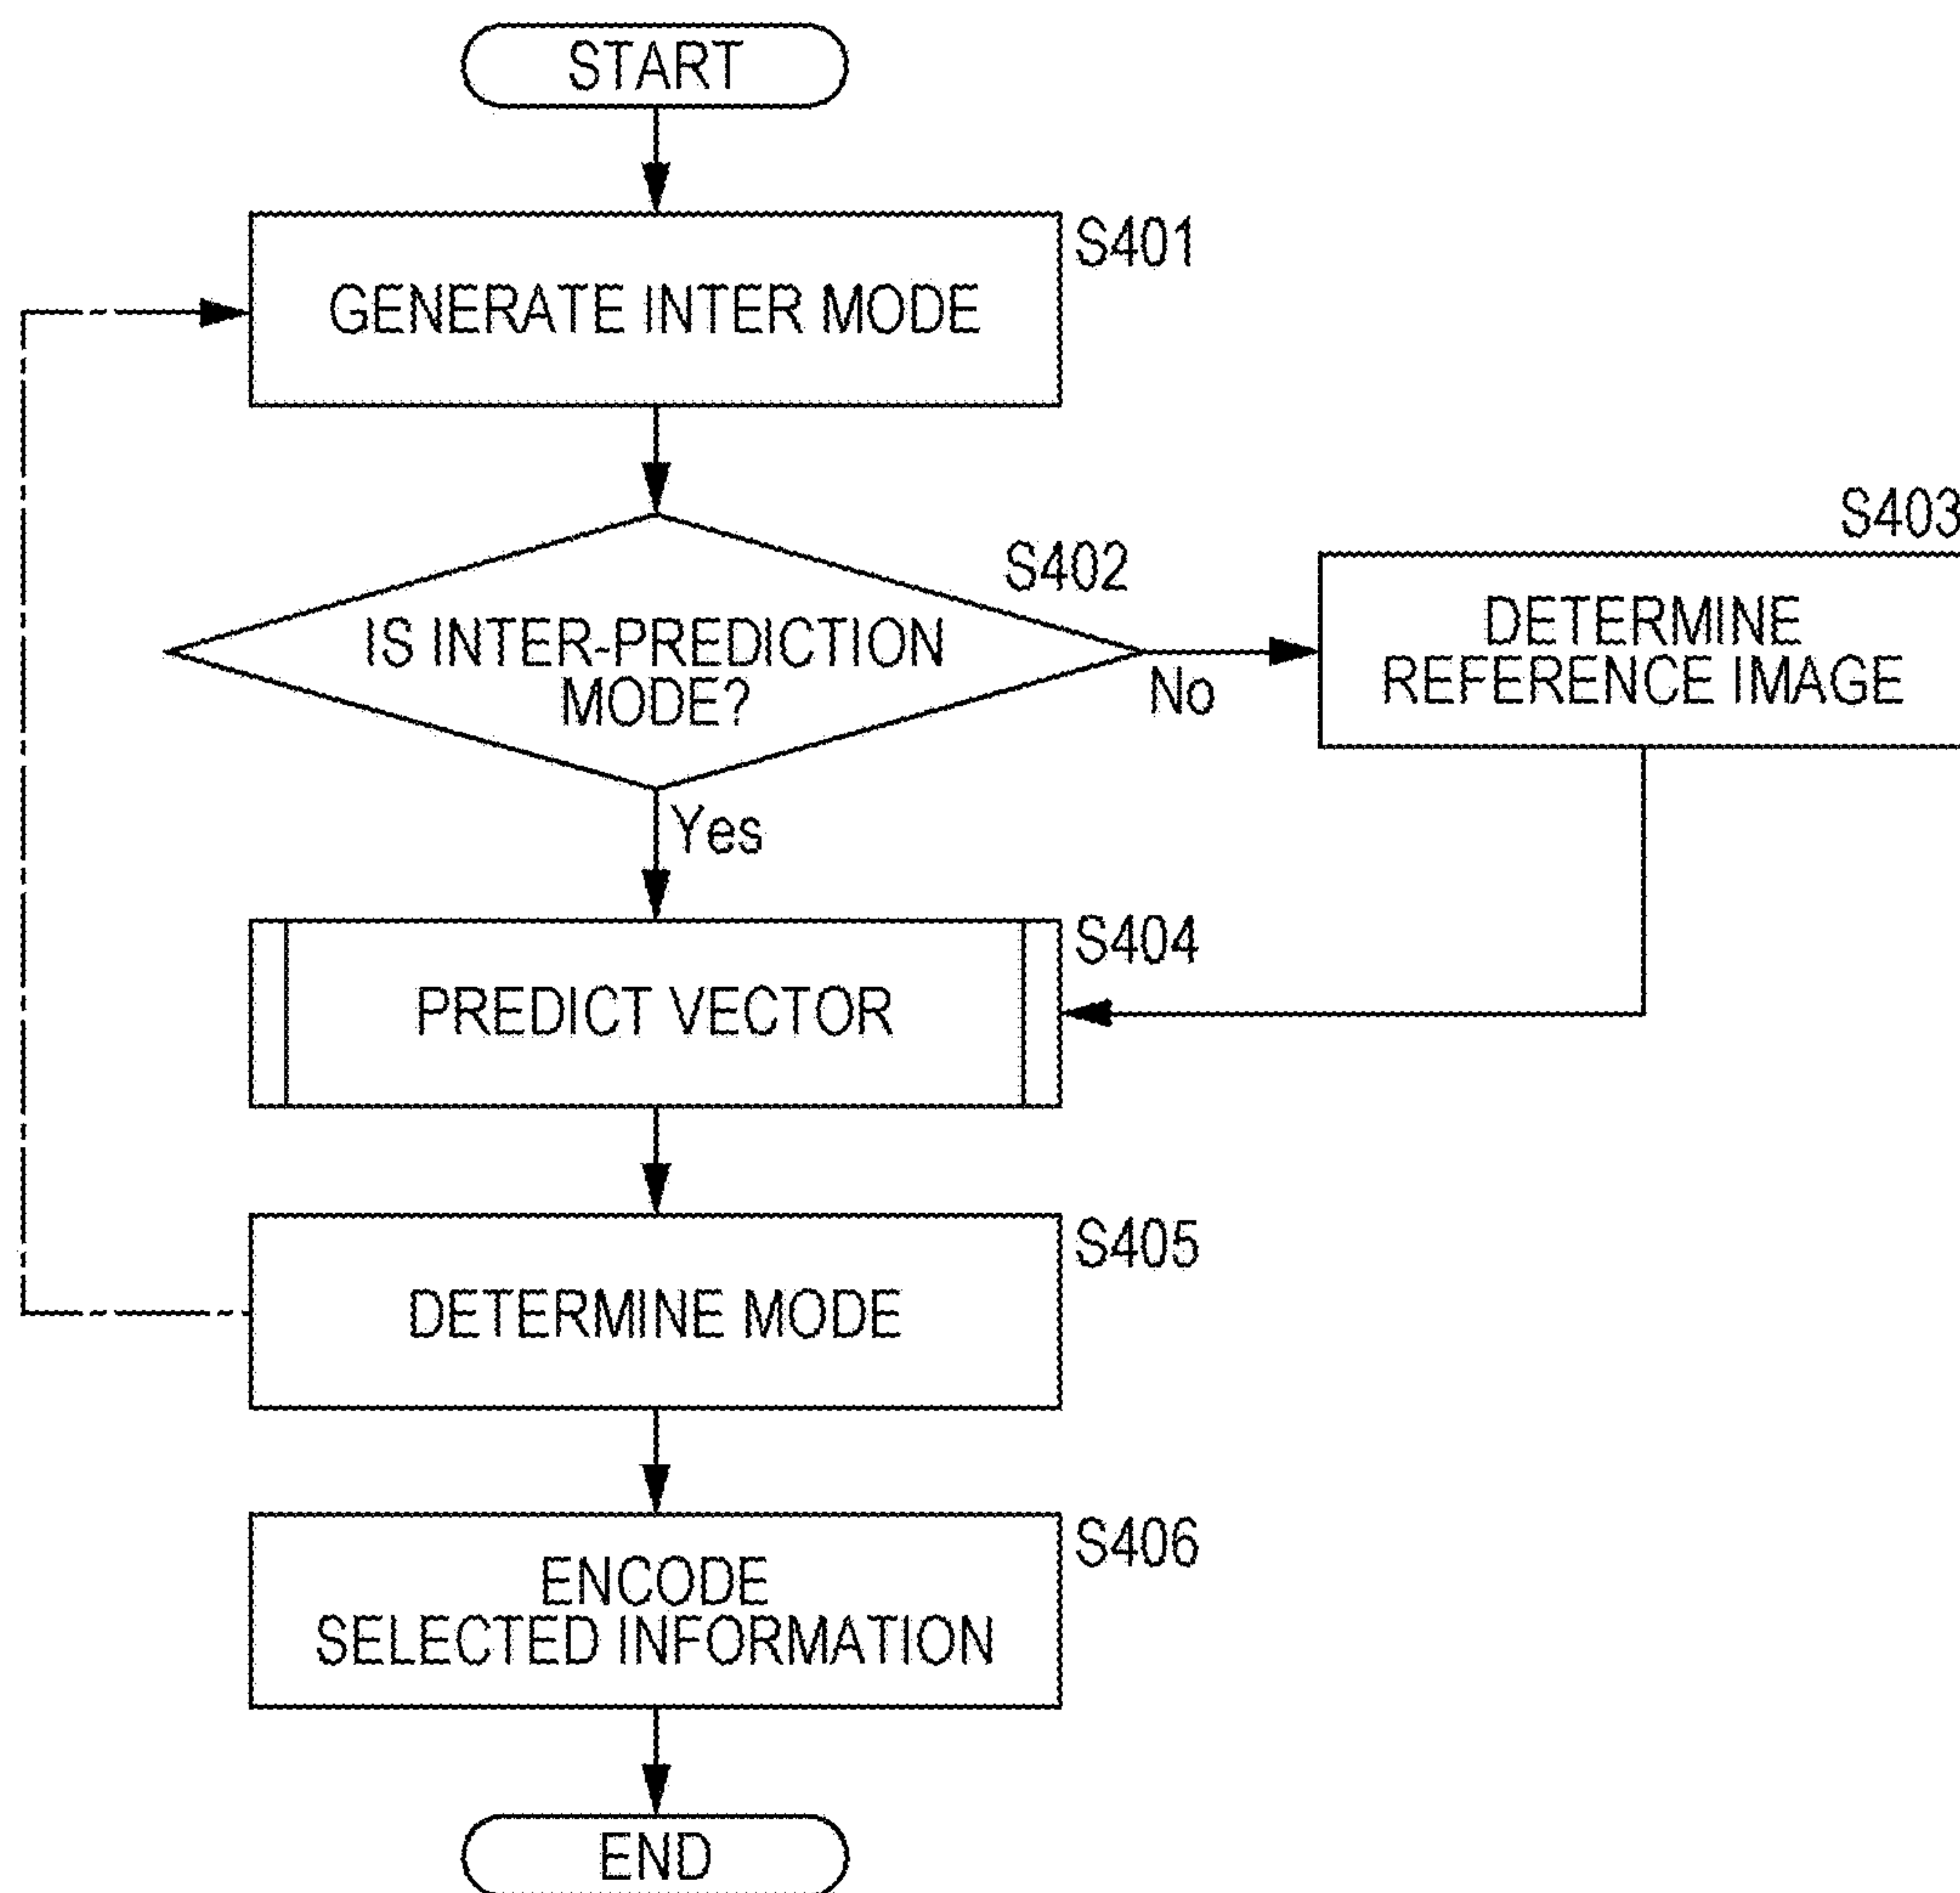 START
S401
GENERATE INTER MODE
S402
IS INTER-PREDICTION
MODE?
No
S403
DETERMINE
REFERENCE IMAGE
Yes
S404
PREDICT VECTOR
S405
DETERMINE MODE
S406
ENCODE
SELECTED INFORMATION
END